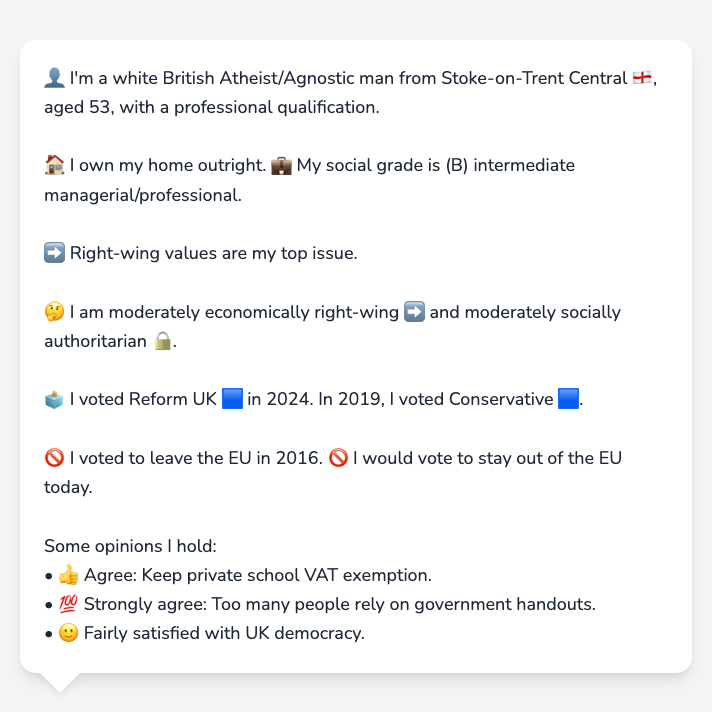 👤 I'm a white British Atheist/Agnostic man from Stoke-on-Trent Central 🏴󠁧󠁢󠁥󠁮󠁧󠁿,
aged 53, with a professional qualification.
🏠 I own my home outright. 💼 My social grade is (B) intermediate
managerial/professional.
➡️ Right-wing values are my top issue.
🤔 I am moderately economically right-wing ➡️ and moderately socially
authoritarian 🔒.
🗳️ I voted Reform UK 🟦 in 2024. In 2019, I voted Conservative 🟦.
🚫 I voted to leave the EU in 2016. 🚫 I would vote to stay out of the EU
today.
Some opinions I hold:
• 👍 Agree: Keep private school VAT exemption.
• 💯 Strongly agree: Too many people rely on government handouts.
• 🙂 Fairly satisfied with UK democracy.